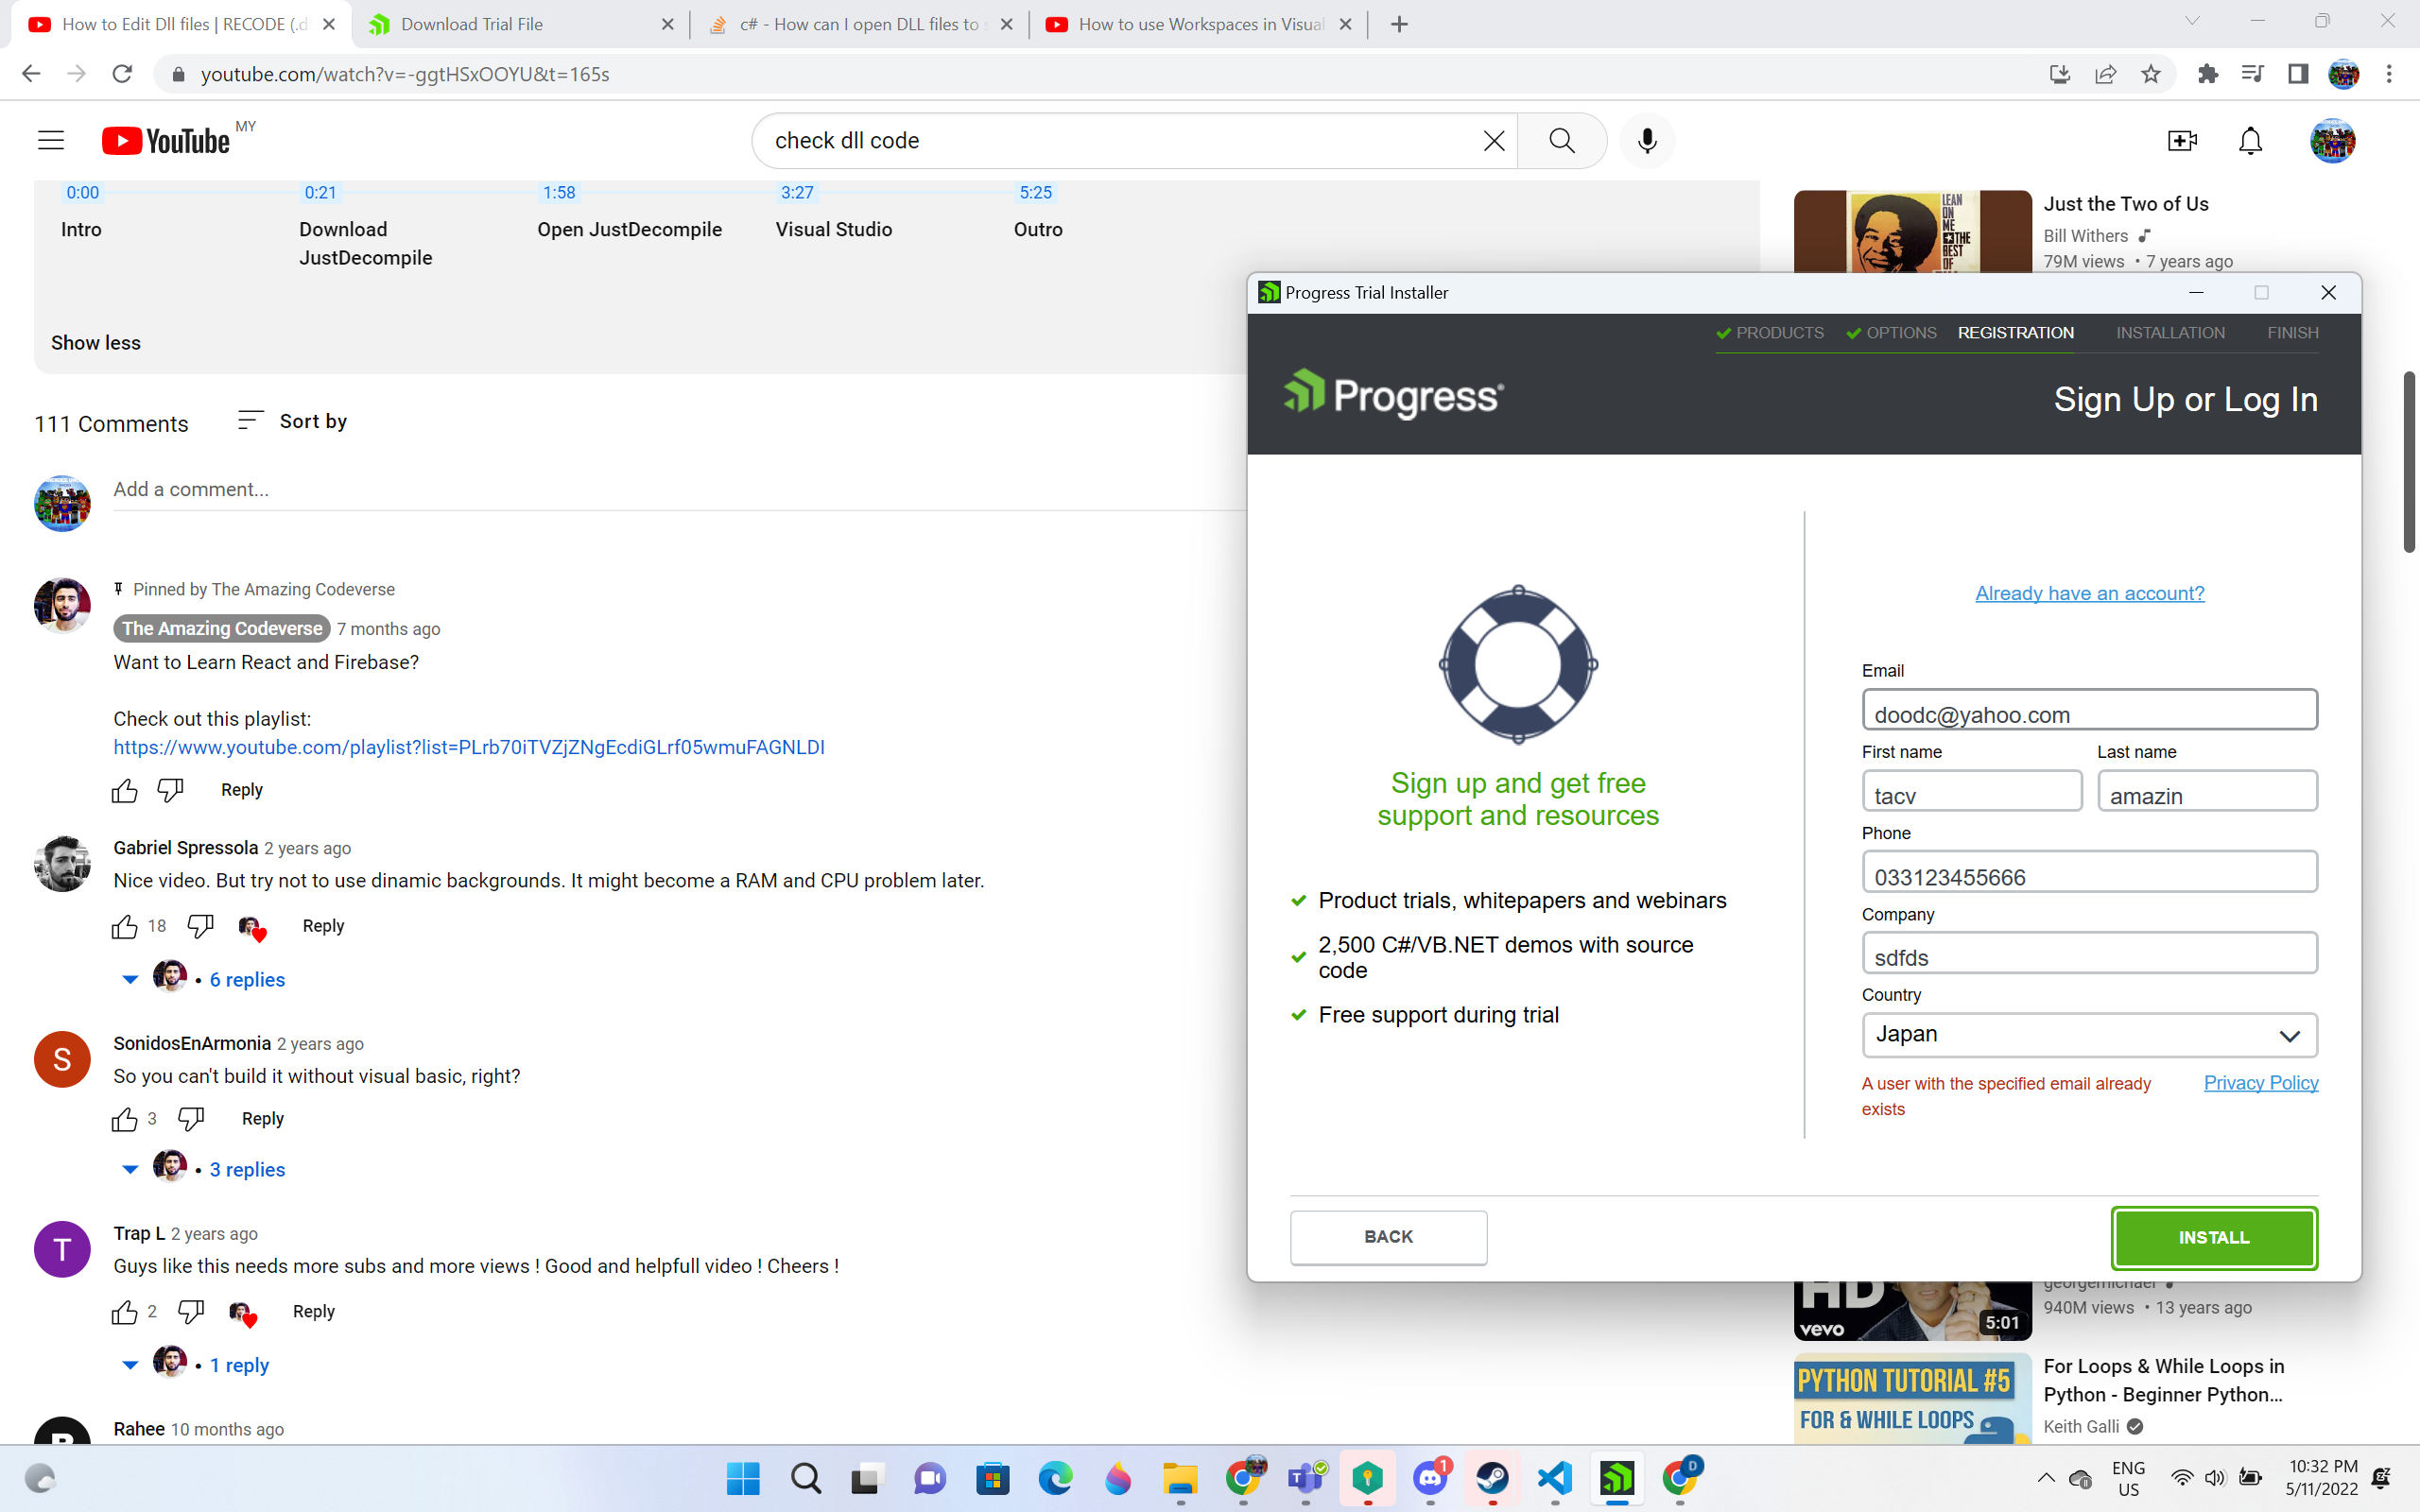 How to Edit Dll files | RECODE (.d
Download Trial File
c# - How can I open DLL files to s
How to use Workspaces in Visual
youtube.com/watch?v=-ggtHSxOOYU&t=165s
YouTube MY
check dll code
0:00
0:21
1:58
3:27
5:25
Intro
Download
JustDecompile
Open JustDecompile
Visual Studio
Outro
Show less
111 Comments
Sort by
Add a comment...
Pinned by The Amazing Codeverse
The Amazing Codeverse 7 months ago
Want to Learn React and Firebase?
Check out this playlist:
https://www.youtube.com/playlist?list=PLrb70iTVZjZNgEcdiGLrf05wmuFAGNLDI
Reply
Gabriel Spressola 2 years ago
Nice video. But try not to use dinamic backgrounds. It might become a RAM and CPU problem later.
18
Reply
• 6 replies
S
SonidosEnArmonia 2 years ago
So you can't build it without visual basic, right?
3
Reply
• 3 replies
T
Trap L 2 years ago
Guys like this needs more subs and more views ! Good and helpfull video ! Cheers !
2
Reply
• 1 reply
Rahee 10 months ago
LEAN
ON
ME
THE
BEST
OF
Just the Two of Us
Bill Withers
79M views • 7 years ago
Progress Trial Installer
PRODUCTS
OPTIONS
REGISTRATION
INSTALLATION
FINISH
Progress
Sign Up or Log In
Sign up and get free
support and resources
Product trials, whitepapers and webinars
2,500 C#/VB.NET demos with source
code
Free support during trial
Already have an account?
Email
doodc@yahoo.com
First name
Last name
tacv
amazin
Phone
033123455666
Company
sdfds
Country
Japan
A user with the specified email already
exists
Privacy Policy
BACK
INSTALL
HD
vevo
5:01
georgemichael
940M views • 13 years ago
PYTHON TUTORIAL #5
FOR & WHILE LOOPS
For Loops & While Loops in
Python - Beginner Python...
Keith Galli
1
D
ENG
US
10:32 PM
5/11/2022